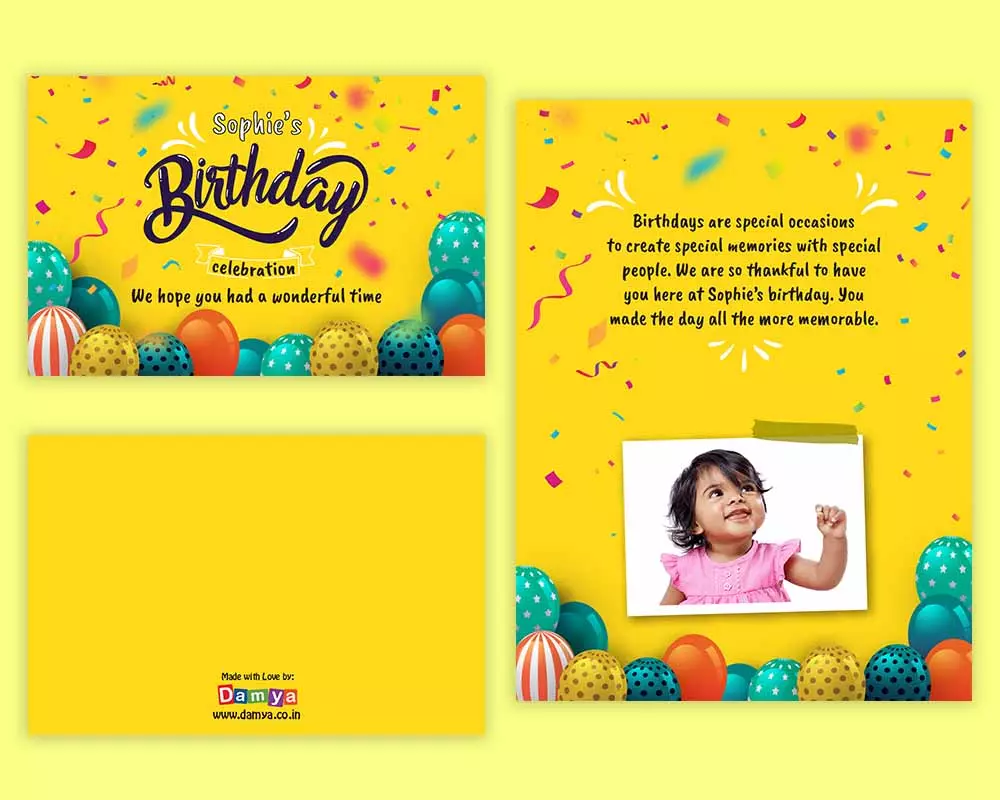 Sophie's
Birthday
celebration
We hope you had a wonderful time
Birthdays are special occasions
to create special memories with special
people. We are so thankful to have
you here at Sophie's birthday. You
made the day all the more memorable.
Made with Love by:
Damya
www.damya.co.in